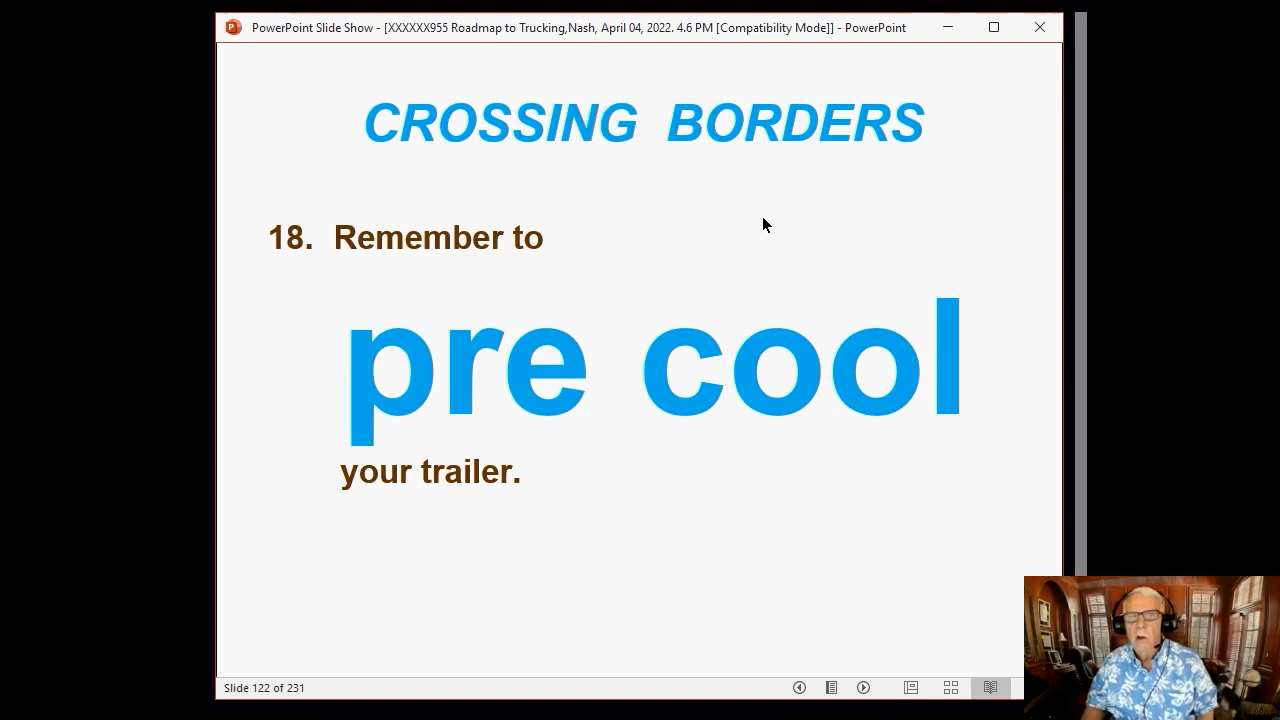 PowerPoint Slide Show - [XXXXXX955 Roadmap to Trucking,Nash, April 04, 2022. 4.6 PM [Compatibility Mode]] - PowerPoint
CROSSING BORDERS
18. Remember to
pre cool
your trailer.
Slide 122 of 231